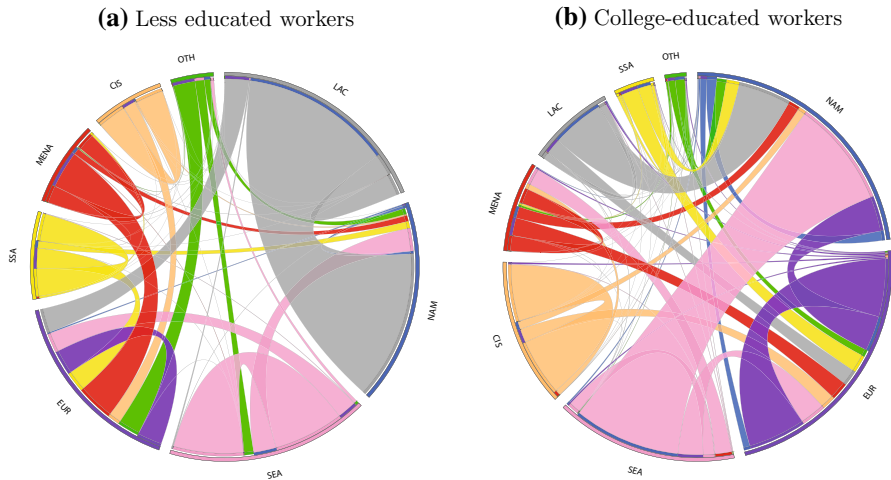 (a) Less educated workers
OTH
LAC
CIS
MENA
SSA
EUR
SEA
NAM
(b) College-educated workers
OTH
NAM
SSA
LAC
MENA
CIS
SEA
EUR